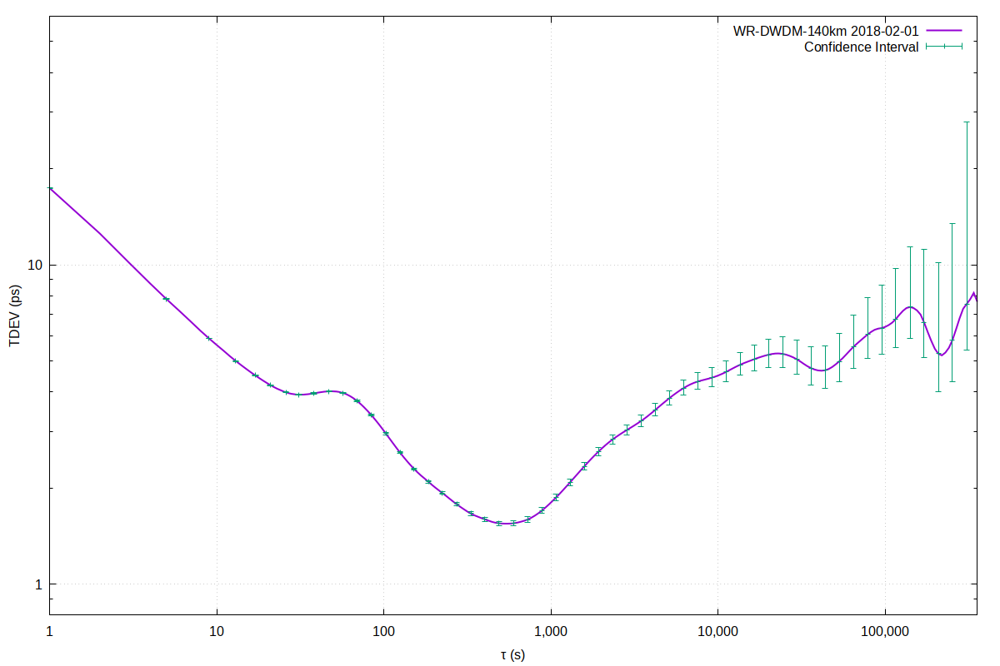 WR-DWDM-140km 2018-02-01
Confidence Interval
TDEV (ps)
10
1
1 10 100 1,000 10,000 100,000
τ (s)